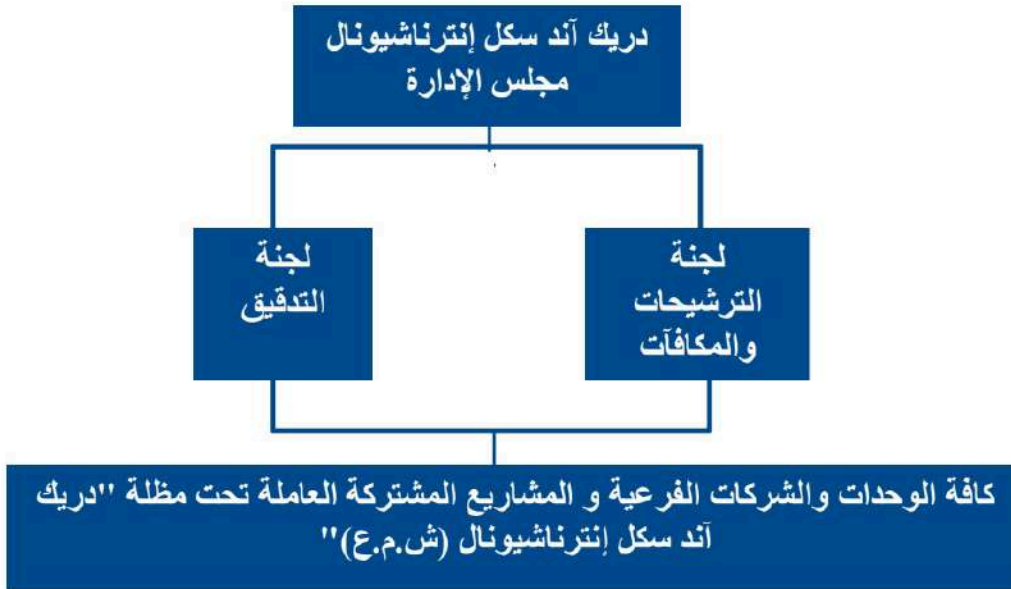 دريك آند سكل إنترناشيونال
مجلس الإدارة
لجنة
الترشيحات
والمكافآت
لجنة
التدقيق
كافة الوحدات والشركات الفرعية و المشاريع المشتركة العاملة تحت مظلة "دريك
آند سكل إنترناشيونال (ش.م.ع)"